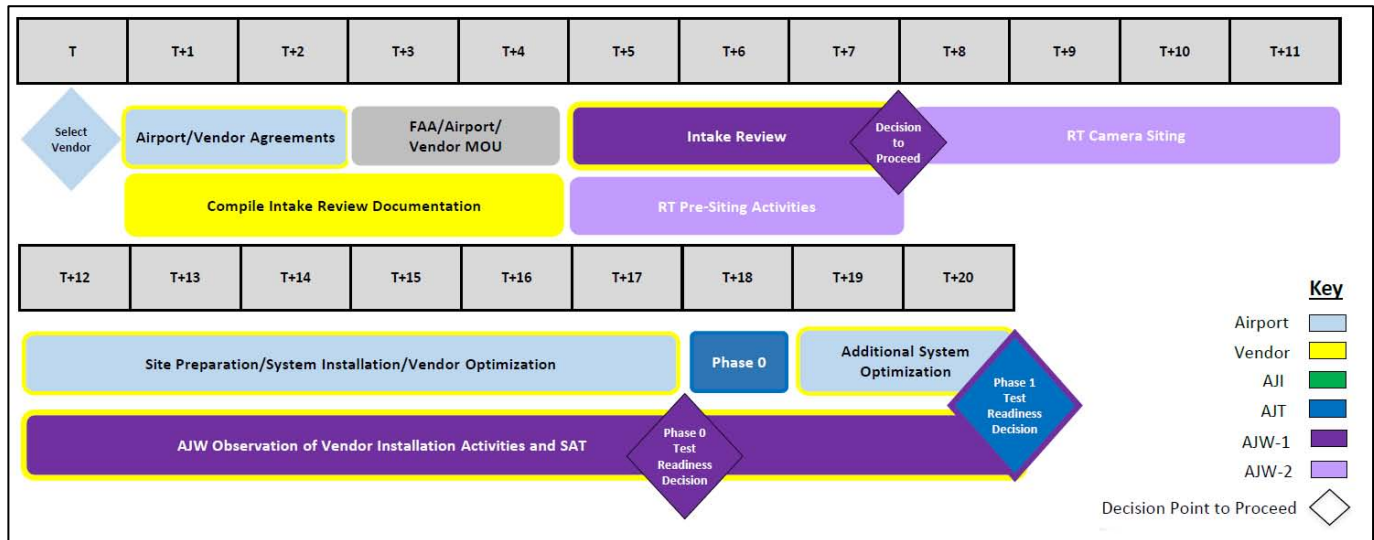 T T+1 T+2 T+3 T+4 T+5 T+6 T+7 T+8 T+9 T+10 T+11
Select
Vendor
Airport/Vendor Agreements
FAA/Airport/
Vendor MOU
Intake Review
Decision
to
Proceed
RT Camera Siting
Compile Intake Review Documentation
RT Pre-Siting Activities
T+12 T+13 T+14 T+15 T+16 T+17 T+18 T+19 T+20
Site Preparation/System Installation/Vendor Optimization
Phase 0
Additional System
Optimization
Phase 1
Test
Readiness
Decision
AJW Observation of Vendor Installation Activities and SAT
Phase 0
Test
Readiness
Decision
Key
Airport
Vendor
AJI
AJT
AJW-1
AJW-2
Decision Point to Proceed